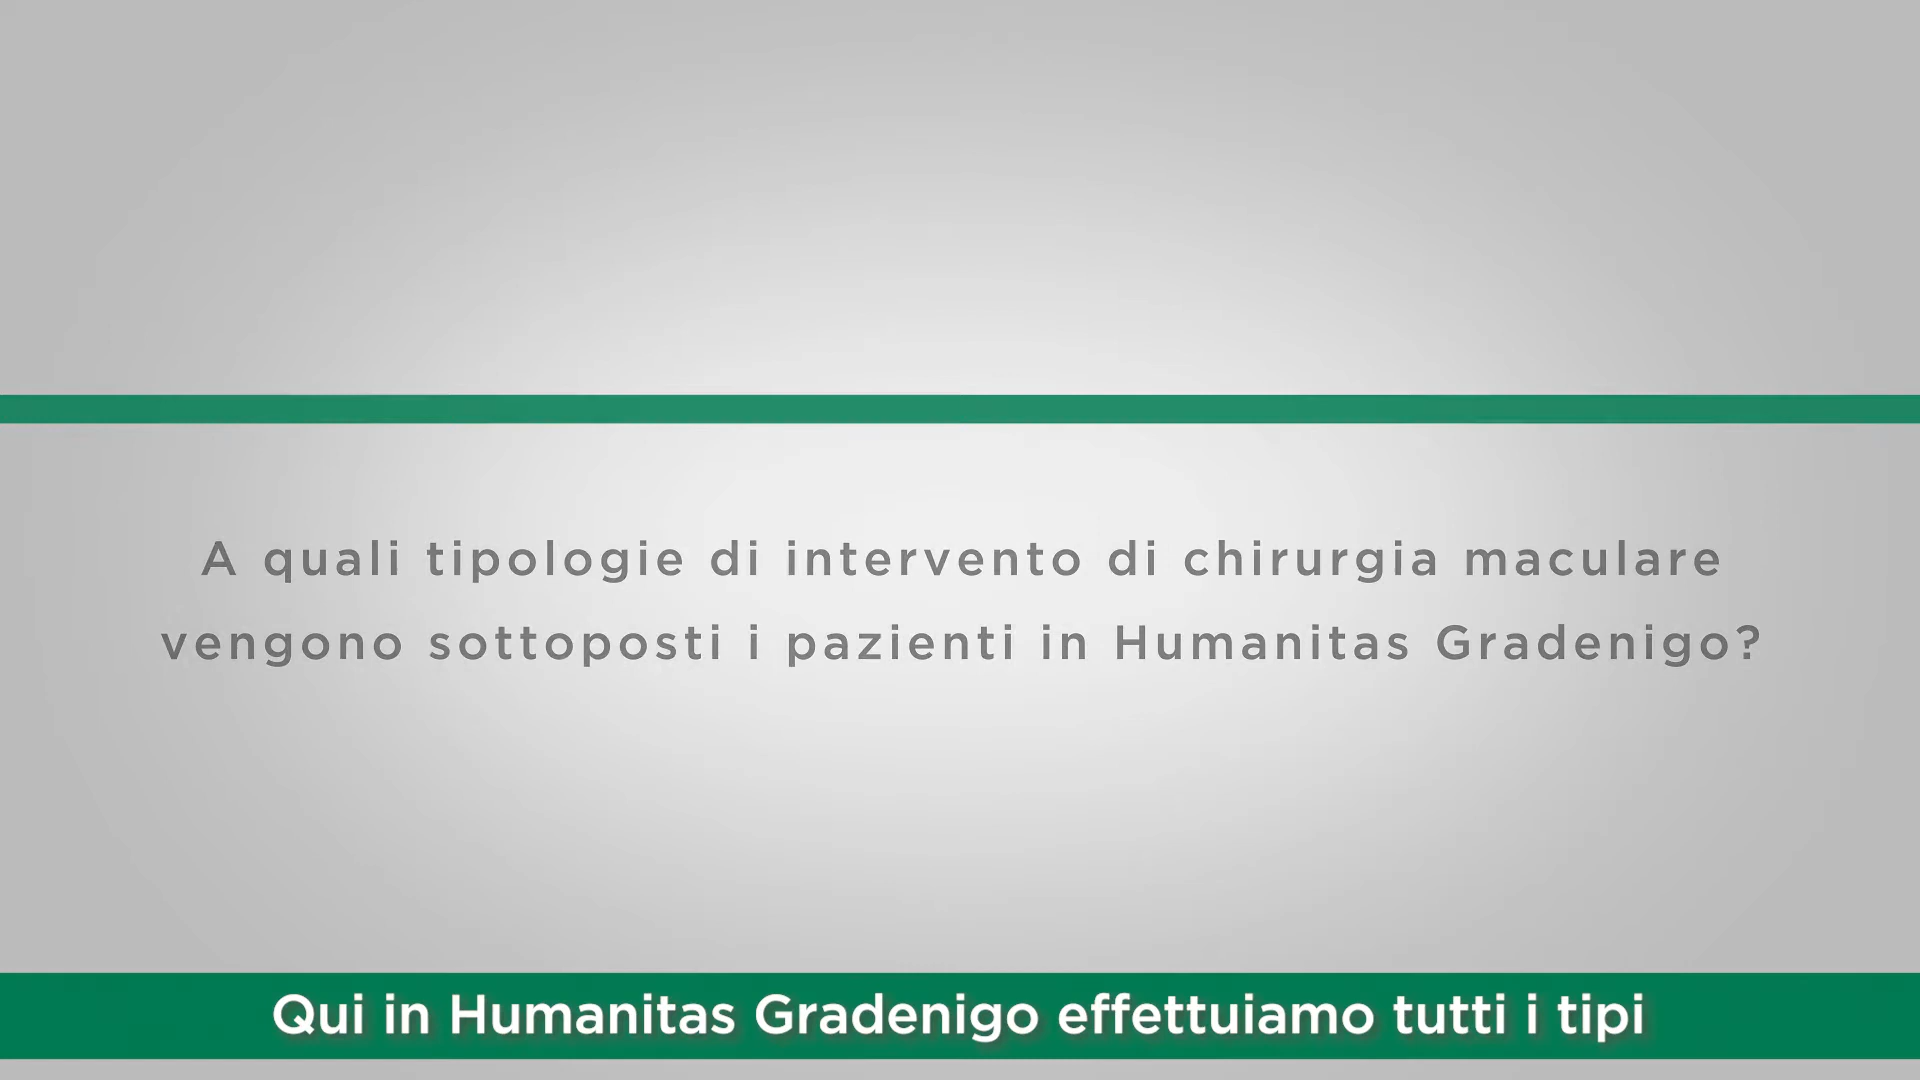 A quali tipologie di intervento di chirurgia maculare
vengono sottoposti i pazienti in Humanitas Gradenigo?
Qui in Humanitas Gradenigo effettuiamo tutti i tipi